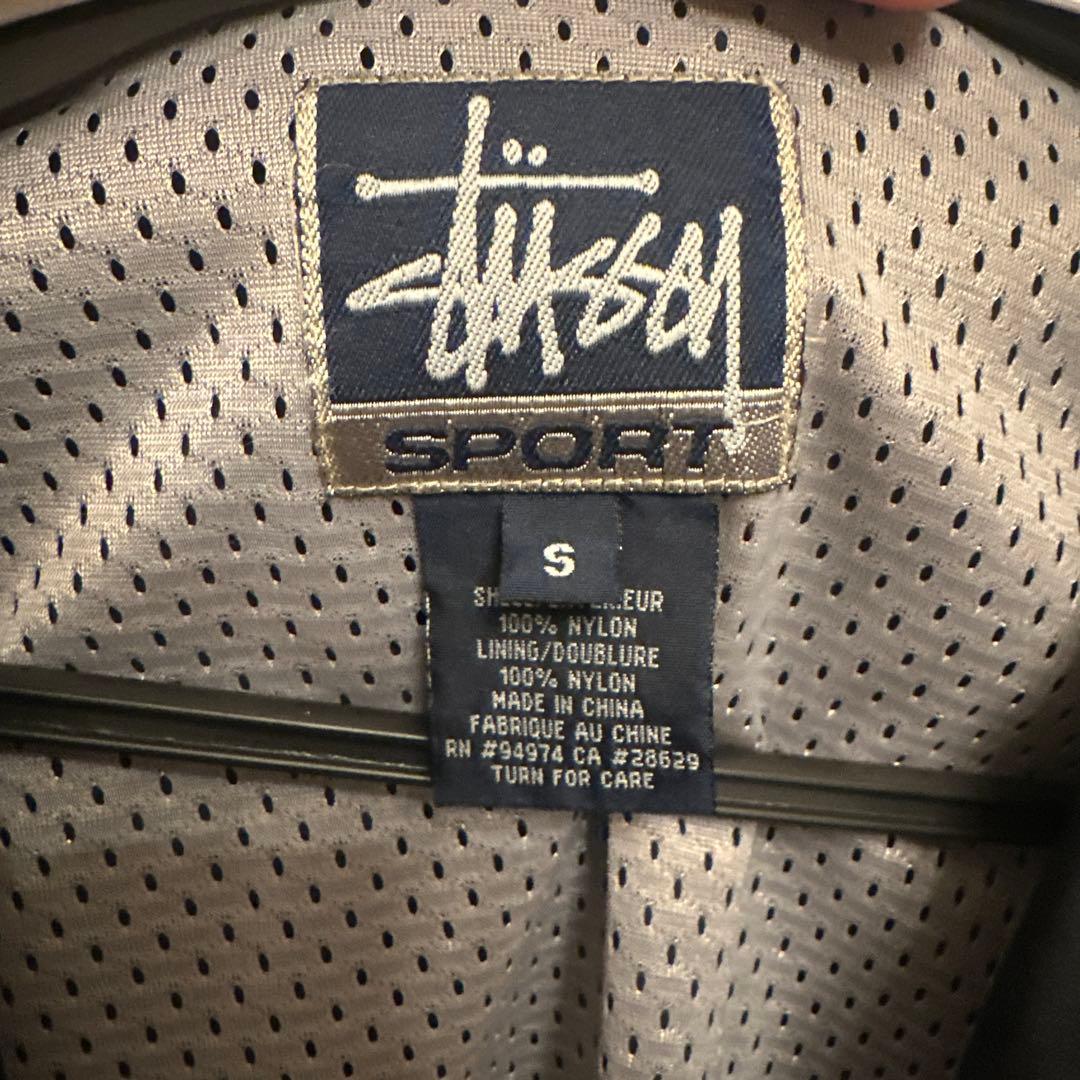 Stüssy
SPORT
S
100% NYLON
LINING/DOUBLURE
100% NYLON
MADE IN CHINA
FABRIQUE AU CHINE
RN #94974 CA #28629
TURN FOR CARE